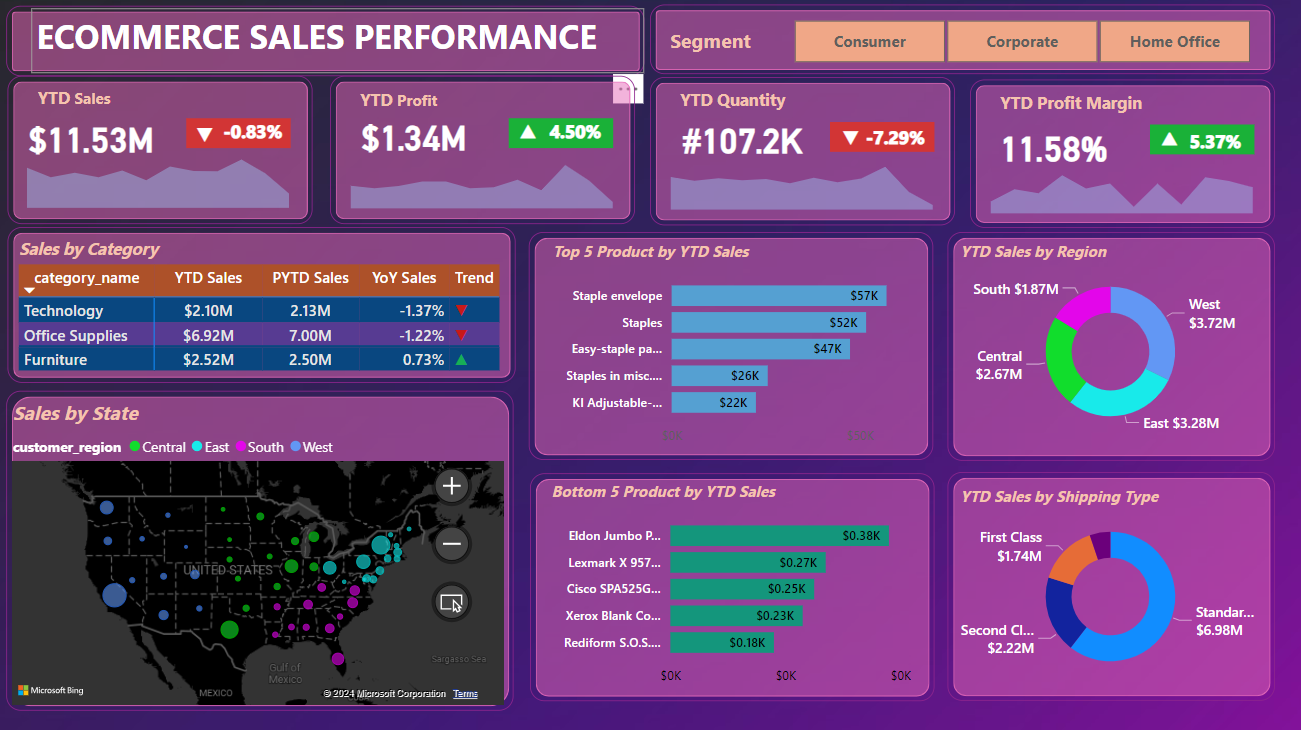 ECOMMERCE SALES PERFORMANCE
Segment
Consumer
Corporate
Home Office
YTD Sales
$11.53M
▼ -0.83%
YTD Profit
$1.34M
▲ 4.50%
YTD Quantity
#107.2K
▼ -7.29%
YTD Profit Margin
11.58%
▲ 5.37%
Sales by Category
category_name YTD Sales PYTD Sales YoY Sales Trend
Technology $2.10M 2.13M -1.37% ▼
Office Supplies $6.92M 7.00M -1.22% ▼
Furniture $2.52M 2.50M 0.73% ▲
Top 5 Product by YTD Sales
Staple envelope $57K
Staples $52K
Easy-staple pa... $47K
Staples in misc.... $26K
KI Adjustable-... $22K
$0K $50K
YTD Sales by Region
South $1.87M
West
$3.72M
Central
$2.67M
East $3.28M
Sales by State
customer_region Central East South West
UNITED STATES
Gulf of
Mexico
Sargasso Sea
MEXICO
Microsoft Bing
© 2024 Microsoft Corporation Terms
Bottom 5 Product by YTD Sales
Eldon Jumbo P... $0.38K
Lexmark X 957... $0.27K
Cisco SPA525G... $0.25K
Xerox Blank Co... $0.23K
Rediform S.O.S.... $0.18K
$0K $0K $0K
YTD Sales by Shipping Type
First Class
$1.74M
Standar...
$6.98M
Second Cl...
$2.22M